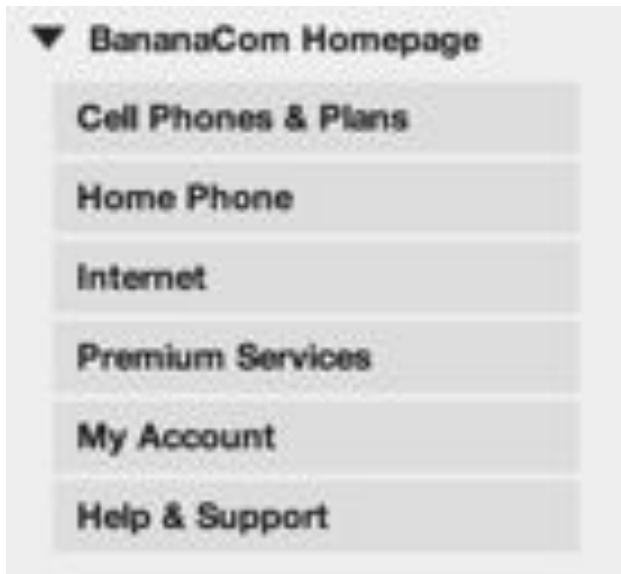 BananaCom Homepage
Cell Phones & Plans
Home Phone
Internet
Premium Services
My Account
Help & Support